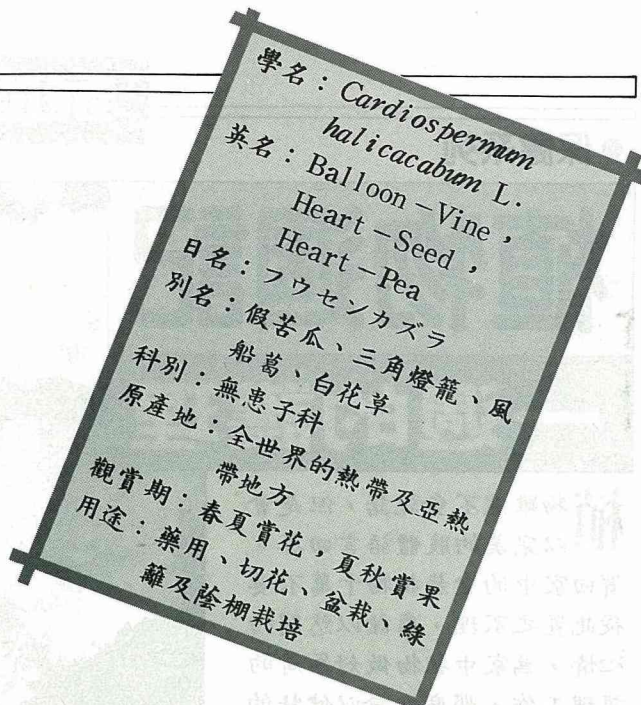 學名：Cardiospermum
halicacabum L.
英名：Balloon－Vine，
Heart－Seed，
Heart－Pea
日名：フウセンカズラ
別名：假苦瓜、三角燈籠、風
船葛、白花草
科別：無患子科
原產地：全世界的熱帶及亞熱
帶地方
觀賞期：春夏賞花，夏秋賞果
用途：藥用、切花、盆栽、綠
籬及蔭棚栽培